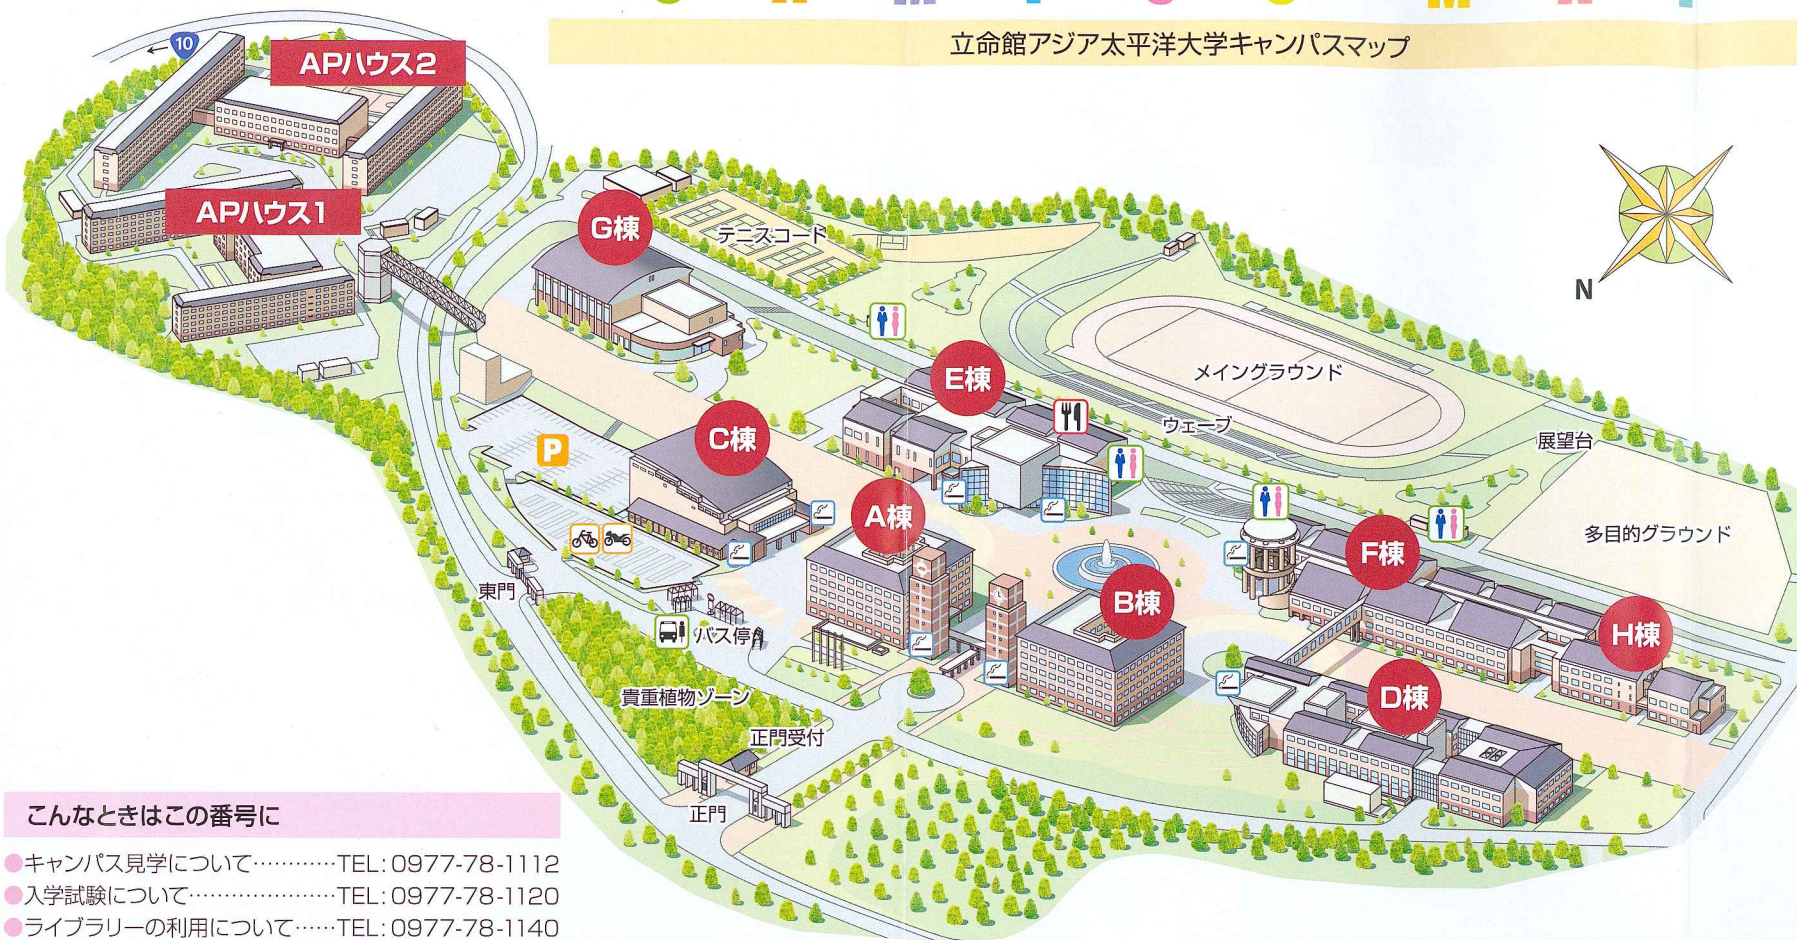 立命館アジア太平洋大学キャンパスマップ
10
APハウス2
APハウス1
G棟
テニスコード
N
E棟
メイングラウンド
C棟
ウェーブ
展望台
P
A棟
多目的グラウンド
F棟
東門
B棟
バス停
H棟
貴重植物ゾーン
D棟
正門受付
正門
こんなときはこの番号に
●キャンパス見学について…………TEL:0977-78-1112
●入学試験について………………TEL:0977-78-1120
●ライブラリーの利用について……TEL:0977-78-1140